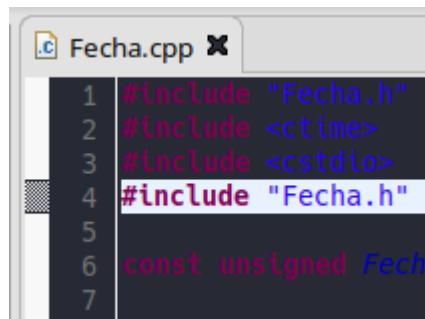 .c Fecha.cpp
1 #include "Fecha.h"
2 #include <ctime>
3 #include <cstdio>
4 #include "Fecha.h"
5
6 const unsigned Fech
7